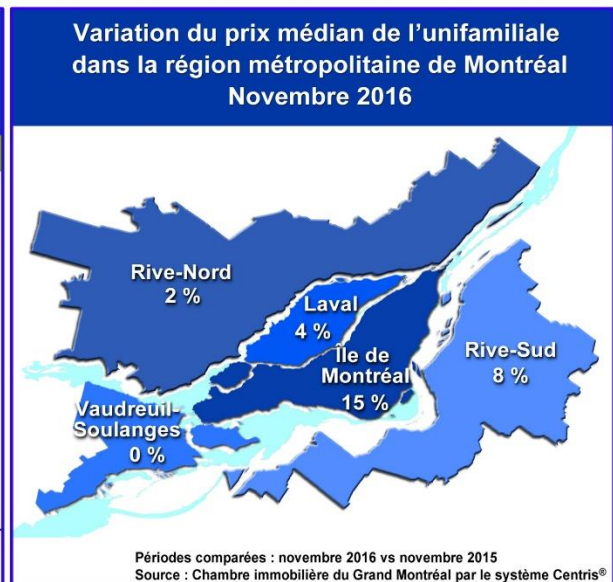 Variation du prix médian de l'unifamiliale
dans la région métropolitaine de Montréal
Novembre 2016
Rive-Nord
2 %
Laval
4 %
Île de
Montréal
15 %
Rive-Sud
8 %
Vaudreuil-
Soulanges
0 %
Périodes comparées : novembre 2016 vs novembre 2015
Source : Chambre immobilière du Grand Montréal par le système Centris®